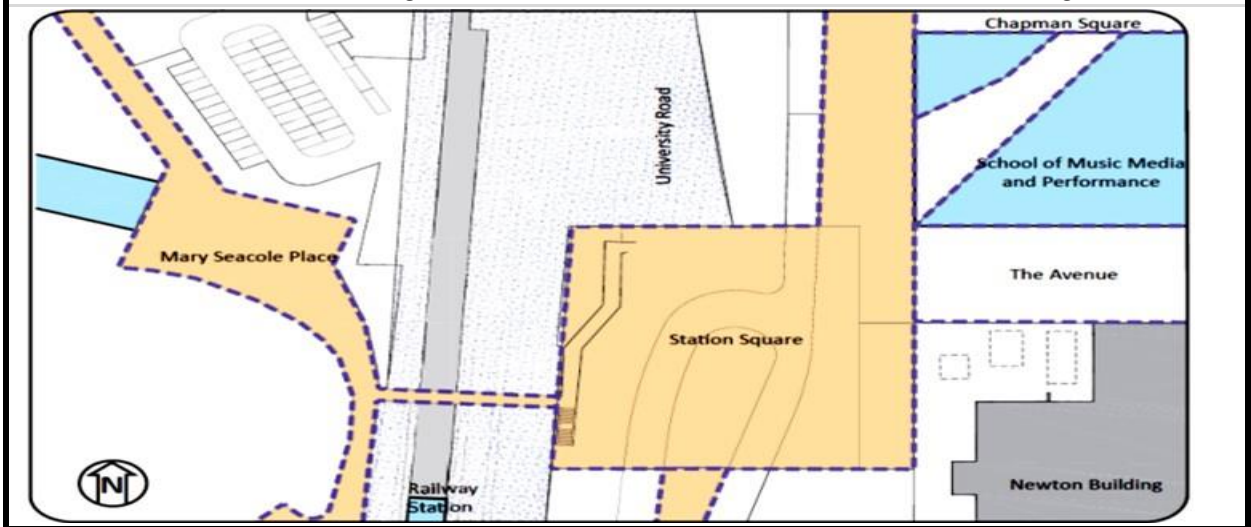 Chapman Square
University Road
School of Music Media
and Performance
Mary Seacole Place
The Avenue
Station Square
N
Railway
Station
Newton Building